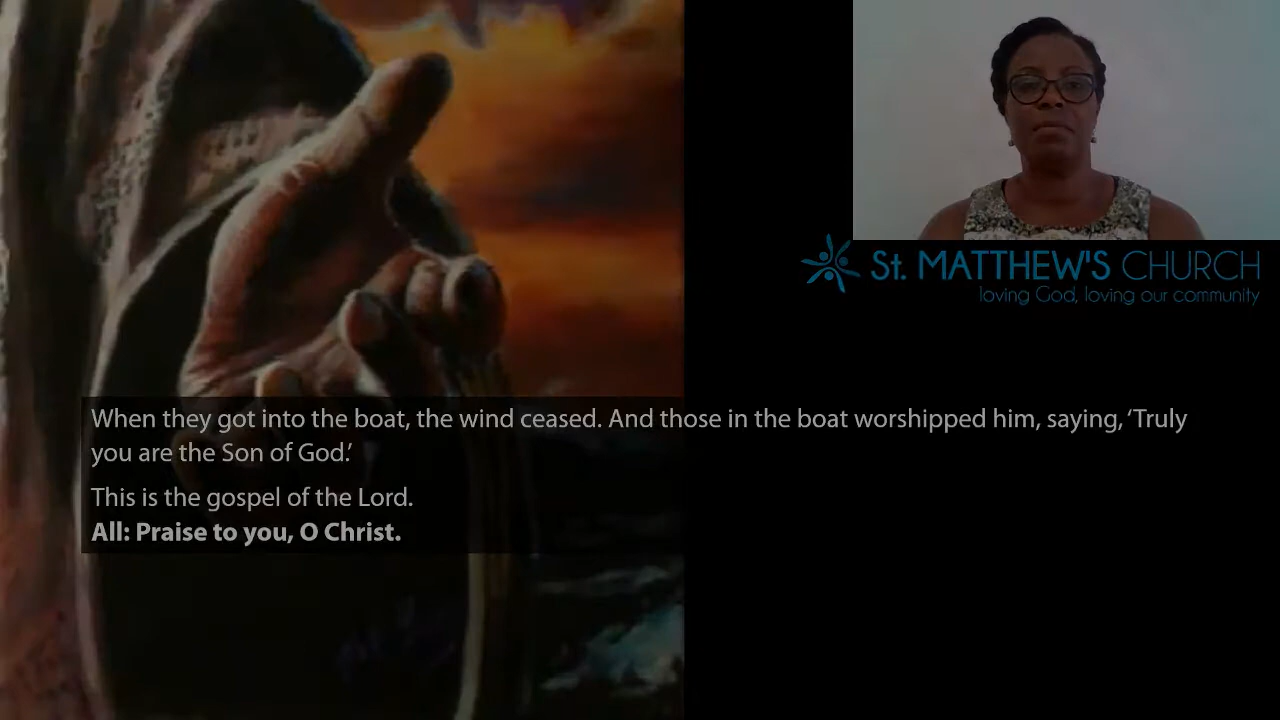 St. MATTHEW'S CHURCH
loving God, loving our community
When they got into the boat, the wind ceased. And those in the boat worshipped him, saying, ‘Truly
you are the Son of God.’
This is the gospel of the Lord.
All: Praise to you, O Christ.